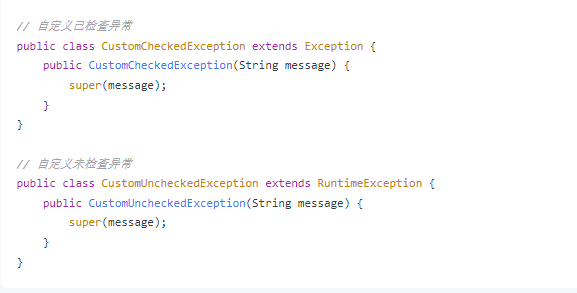 // 自定义已检查异常
public class CustomCheckedException extends Exception {
    public CustomCheckedException(String message) {
        super(message);
    }
}

// 自定义未检查异常
public class CustomUncheckedException extends RuntimeException {
    public CustomUncheckedException(String message) {
        super(message);
    }
}